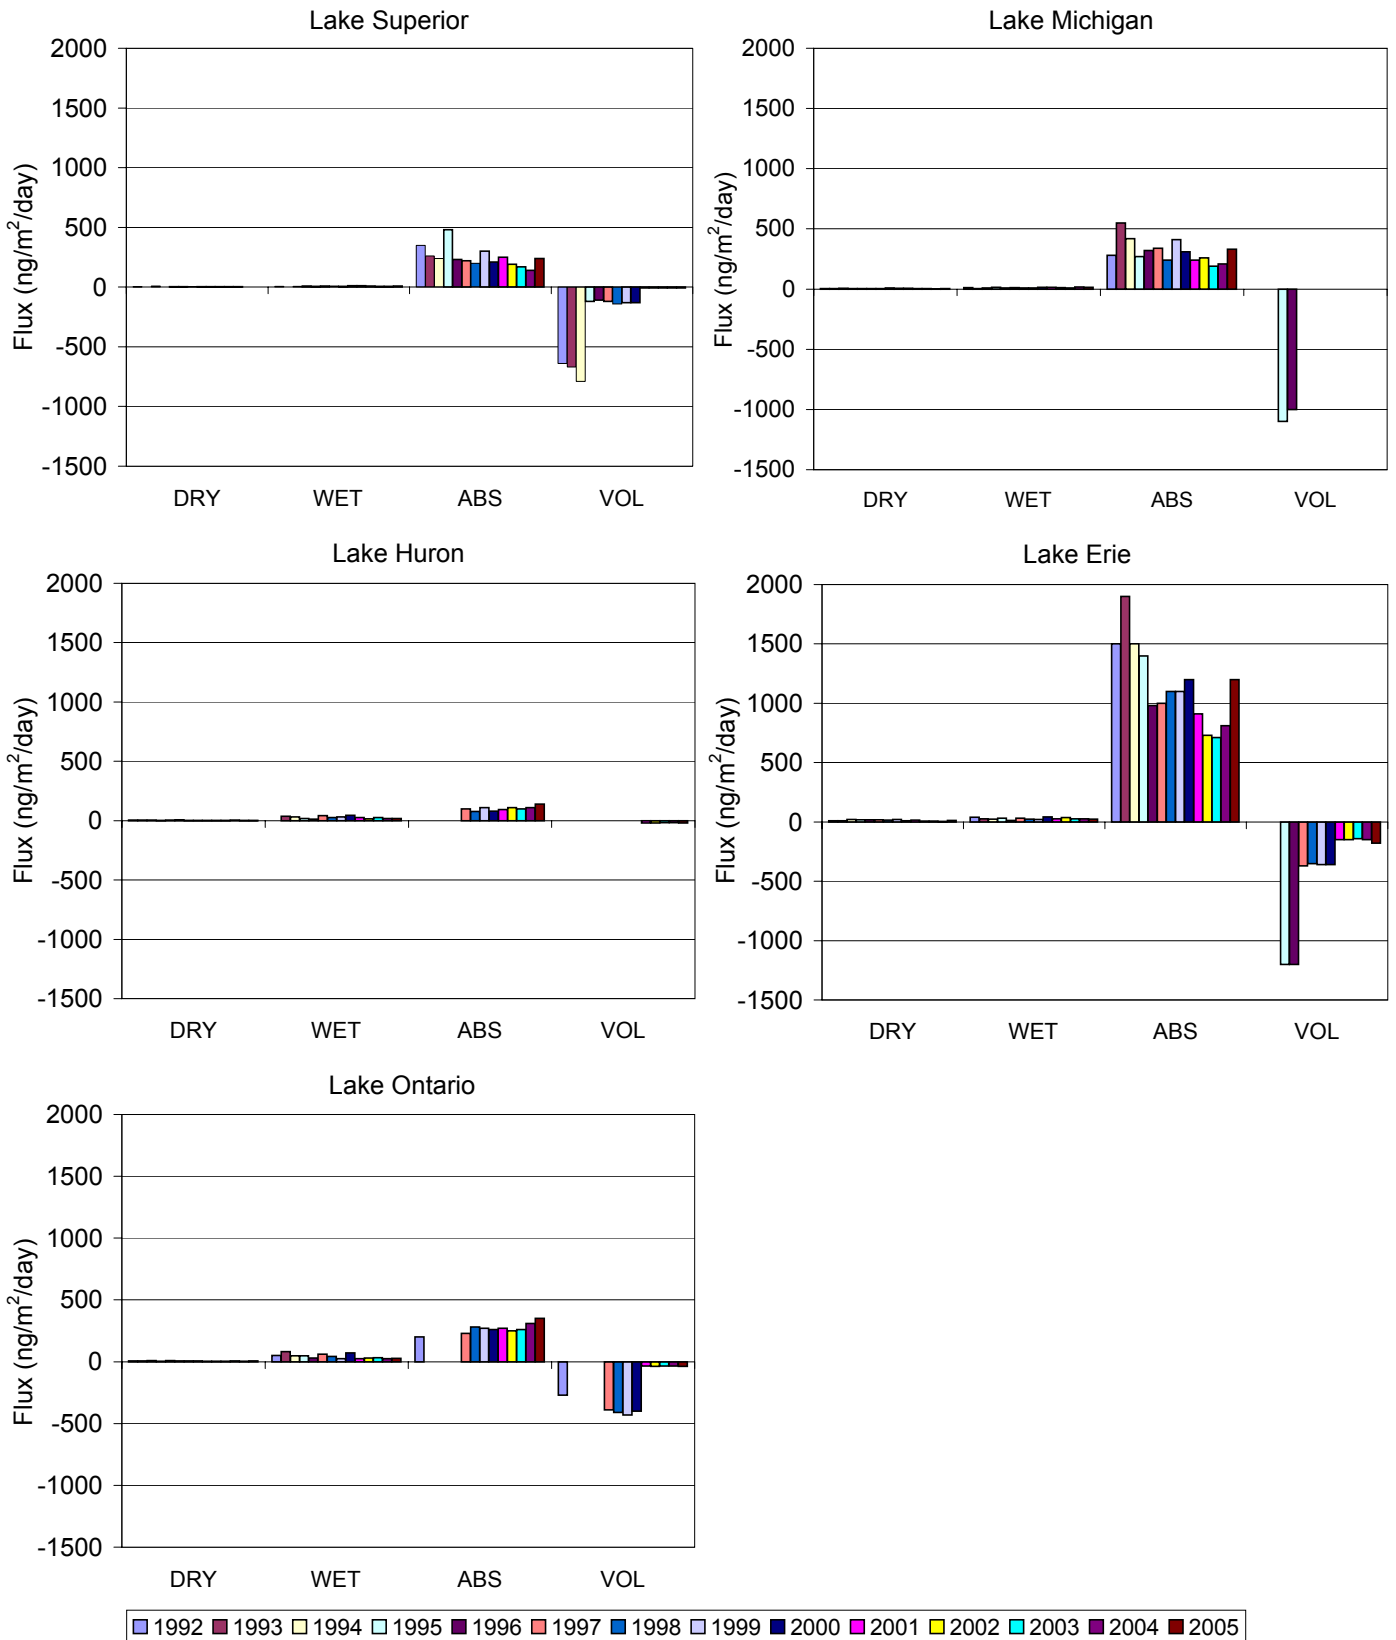 Lake Superior
2000
1500
1000
500
0
-500
-1000
-1500
Flux (ng/m²/day)
DRY WET ABS VOL
Lake Michigan
2000
1500
1000
500
0
-500
-1000
-1500
Flux (ng/m²/day)
DRY WET ABS VOL
Lake Huron
2000
1500
1000
500
0
-500
-1000
-1500
Flux (ng/m²/day)
DRY WET ABS VOL
Lake Erie
2000
1500
1000
500
0
-500
-1000
-1500
Flux (ng/m²/day)
DRY WET ABS VOL
Lake Ontario
2000
1500
1000
500
0
-500
-1000
-1500
Flux (ng/m²/day)
DRY WET ABS VOL
1992 1993 1994 1995 1996 1997 1998 1999 2000 2001 2002 2003 2004 2005